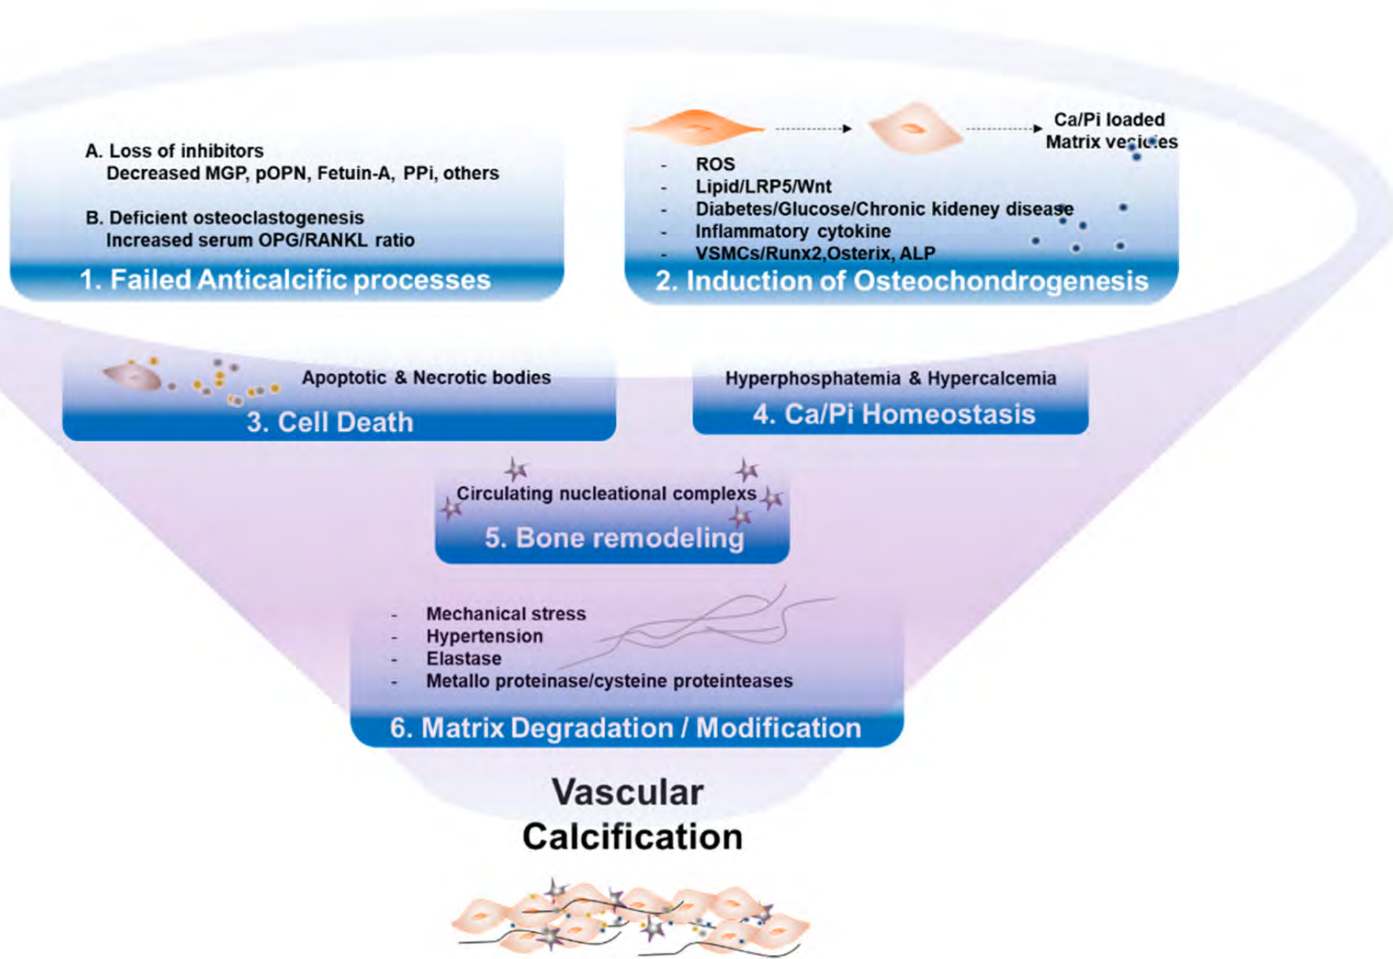 A. Loss of inhibitors
Decreased MGP, pOPN, Fetuin-A, PPi, others
B. Deficient osteoclastogenesis
Increased serum OPG/RANKL ratio
1. Failed Anticalcific processes
Ca/Pi loaded
Matrix vecicles
- ROS
- Lipid/LRP5/Wnt
- Diabetes/Glucose/Chronic kideney disease
- Inflammatory cytokine
- VSMCs/Runx2,Osterix, ALP
2. Induction of Osteochondrogenesis
Apoptotic & Necrotic bodies
3. Cell Death
Hyperphosphatemia & Hypercalcemia
4. Ca/Pi Homeostasis
Circulating nucleational complexs
5. Bone remodeling
- Mechanical stress
- Hypertension
- Elastase
- Metallo proteinase/cysteine proteinteases
6. Matrix Degradation / Modification
Vascular
Calcification